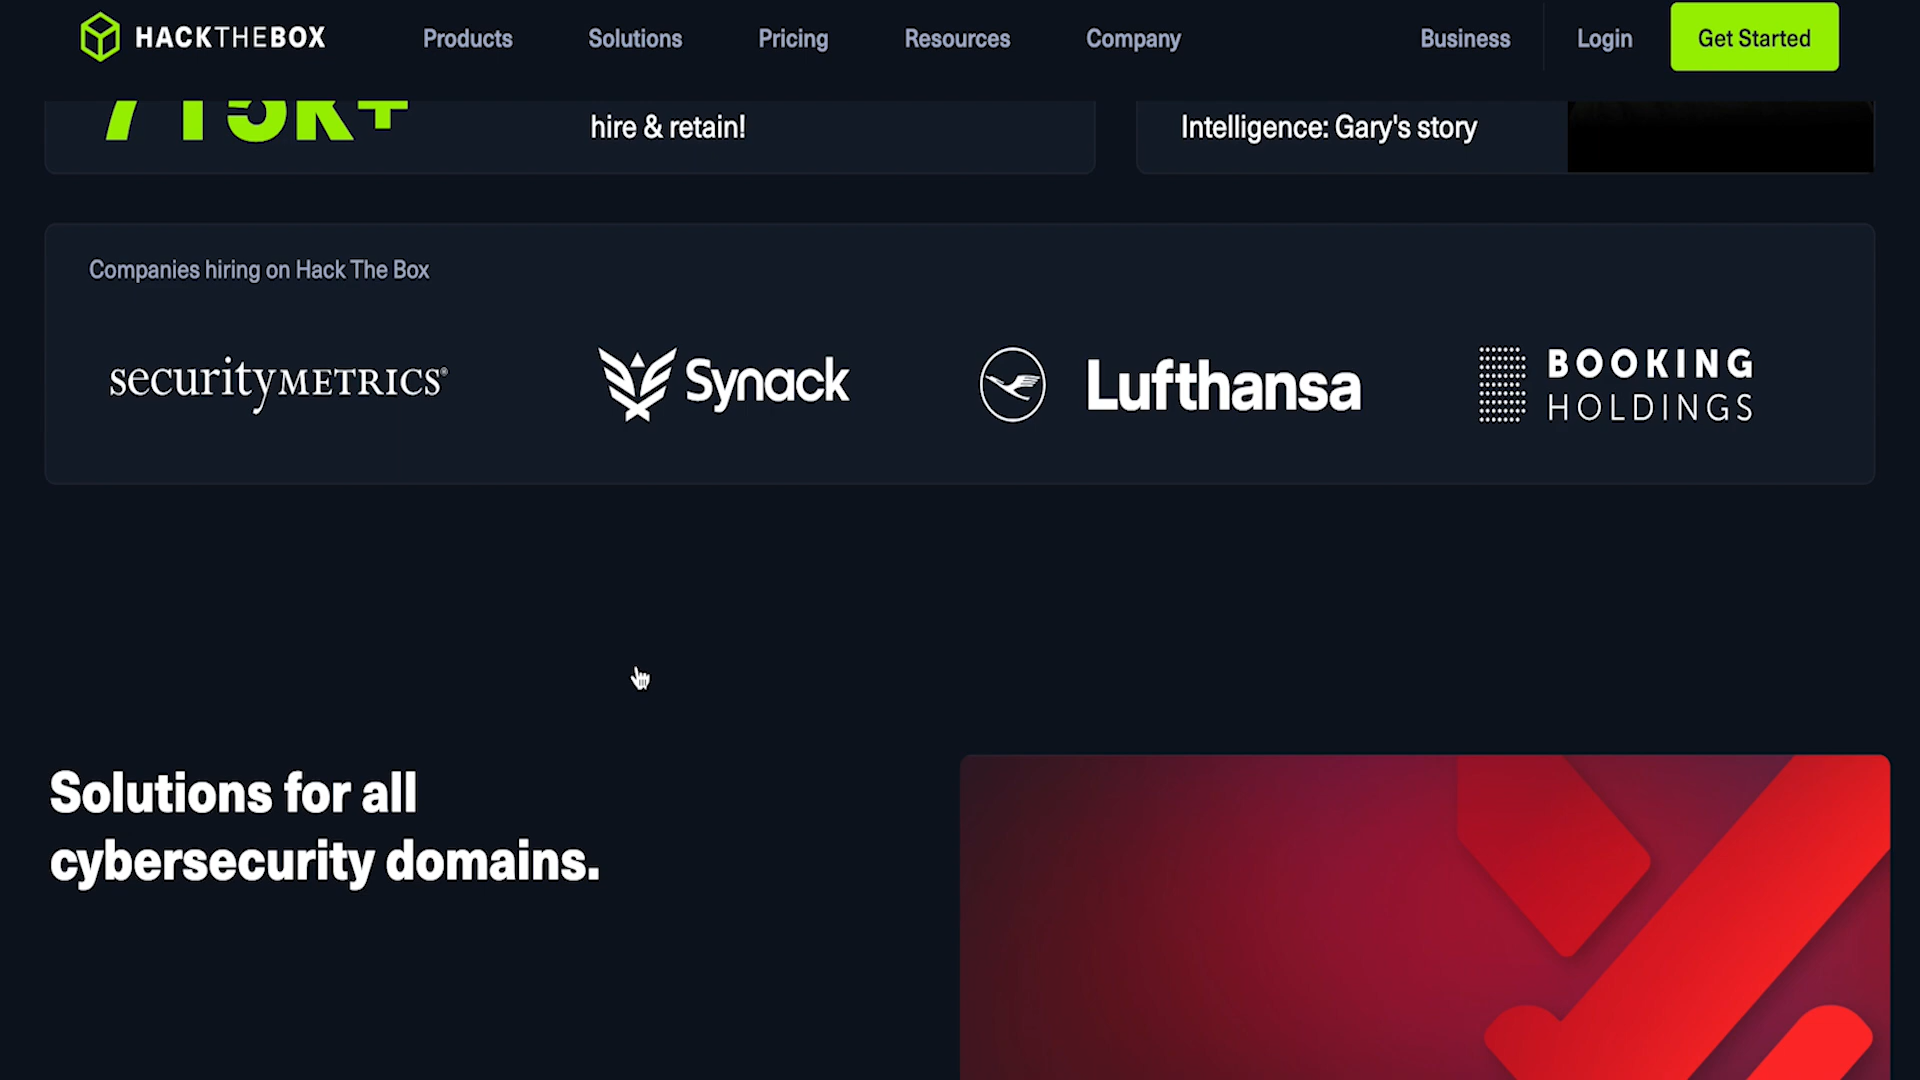 HACKTHEBOX Products Solutions Pricing Resources Company Business Login Get Started
715K+ hire & retain! Intelligence: Gary's story
Companies hiring on Hack The Box
securityMETRICS® Synack Lufthansa BOOKING HOLDINGS
Solutions for all
cybersecurity domains.